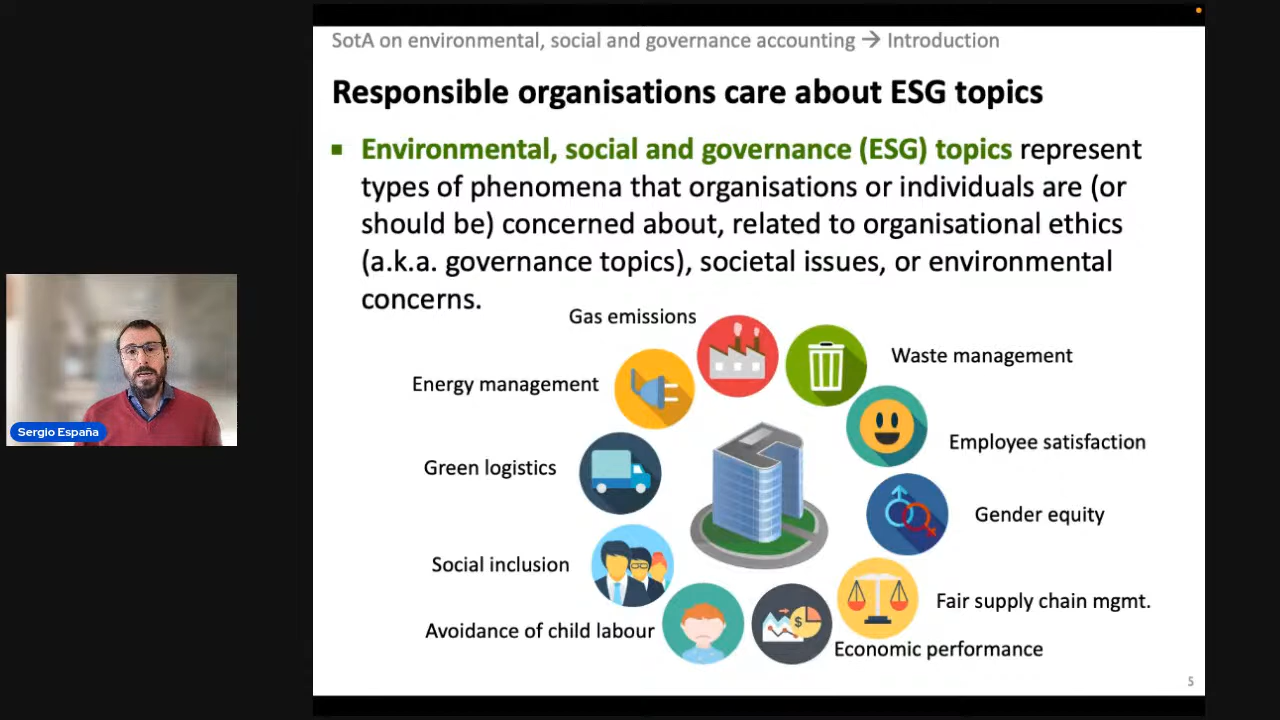 SotA on environmental, social and governance accounting → Introduction
Responsible organisations care about ESG topics
▪ Environmental, social and governance (ESG) topics represent
types of phenomena that organisations or individuals are (or
should be) concerned about, related to organisational ethics
(a.k.a. governance topics), societal issues, or environmental
concerns.
Gas emissions
Waste management
Energy management
Employee satisfaction
Green logistics
Gender equity
Social inclusion
Fair supply chain mgmt.
Avoidance of child labour
Economic performance
$
Sergio España
5